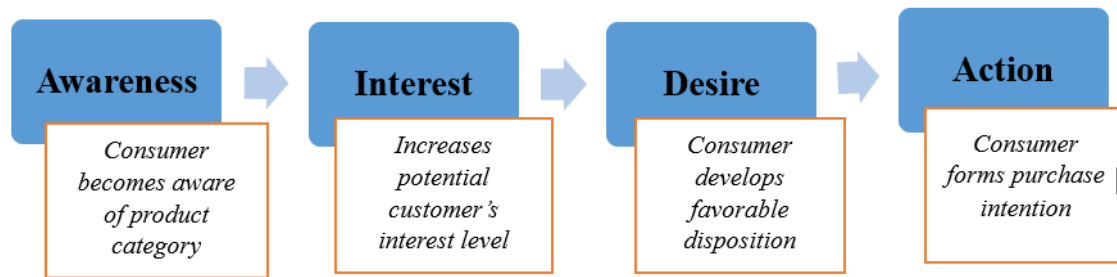 Awareness
Consumer
becomes aware
of product
category
Interest
Increases
potential
customer’s
interest level
Desire
Consumer
develops
favorable
disposition
Action
Consumer
forms purchase
intention